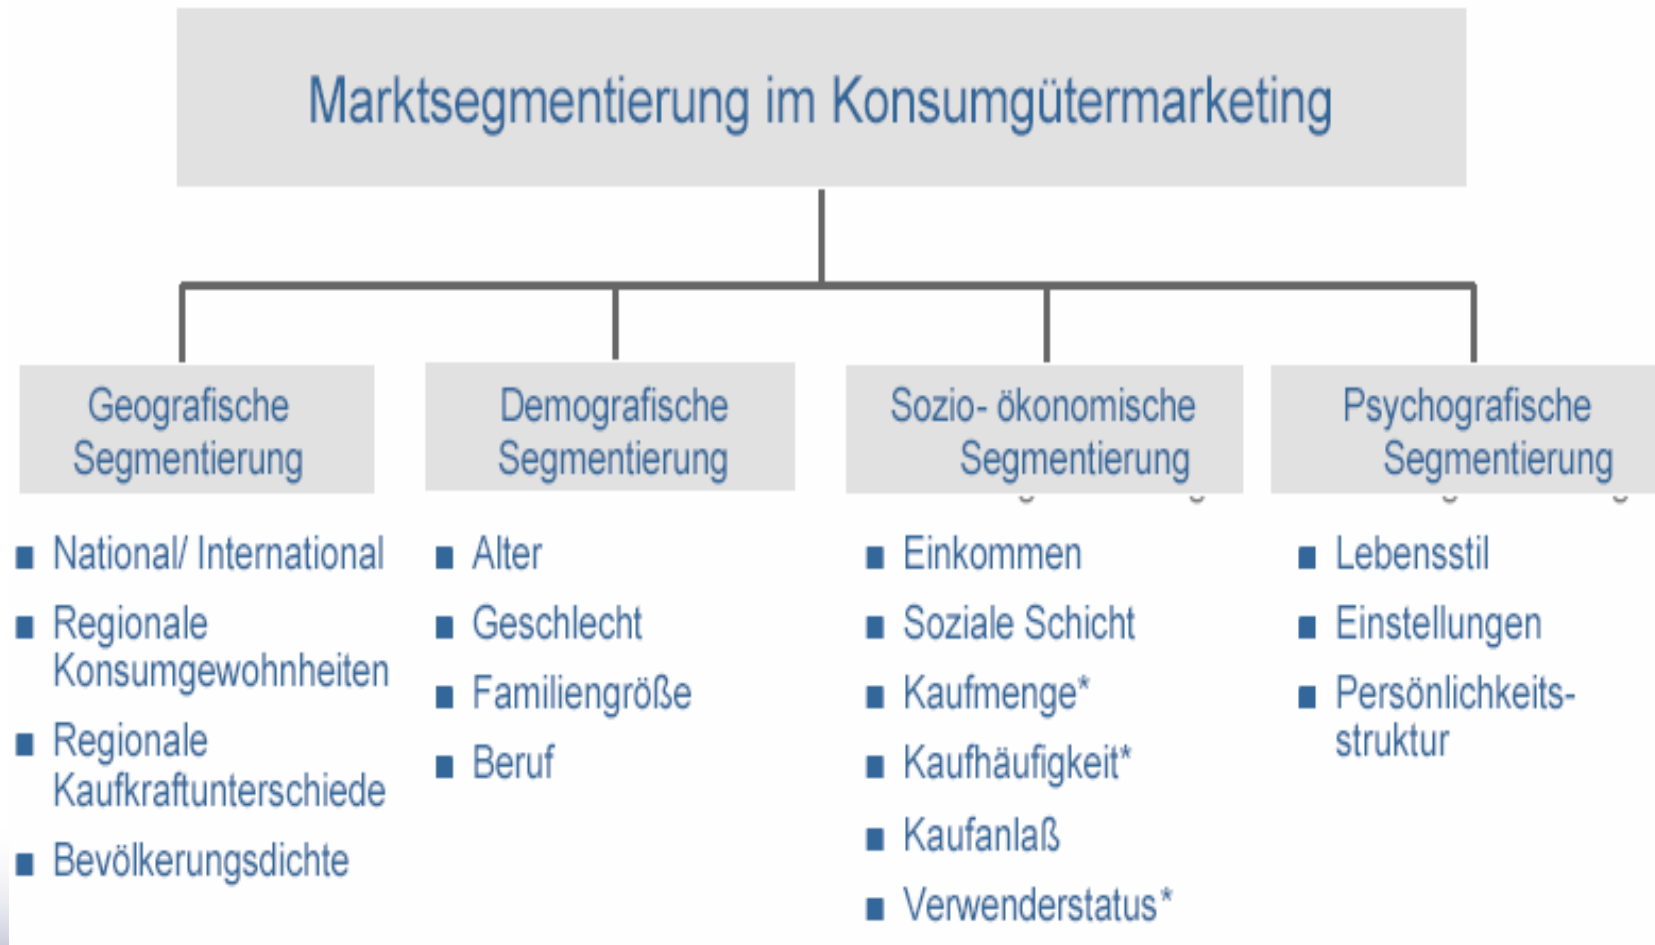 Marktsegmentierung im Konsumgütermarketing
Geografische
Segmentierung
National/ International
Regionale
Konsumgewohnheiten
Regionale
Kaufkraftunterschiede
Bevölkerungsdichte
Demografische
Segmentierung
Alter
Geschlecht
Familiengröße
Beruf
Sozio- ökonomische
Segmentierung
Einkommen
Soziale Schicht
Kaufmenge*
Kaufhäufigkeit*
Kaufanlaß
Verwenderstatus*
Psychografische
Segmentierung
Lebensstil
Einstellungen
Persönlichkeits-
struktur